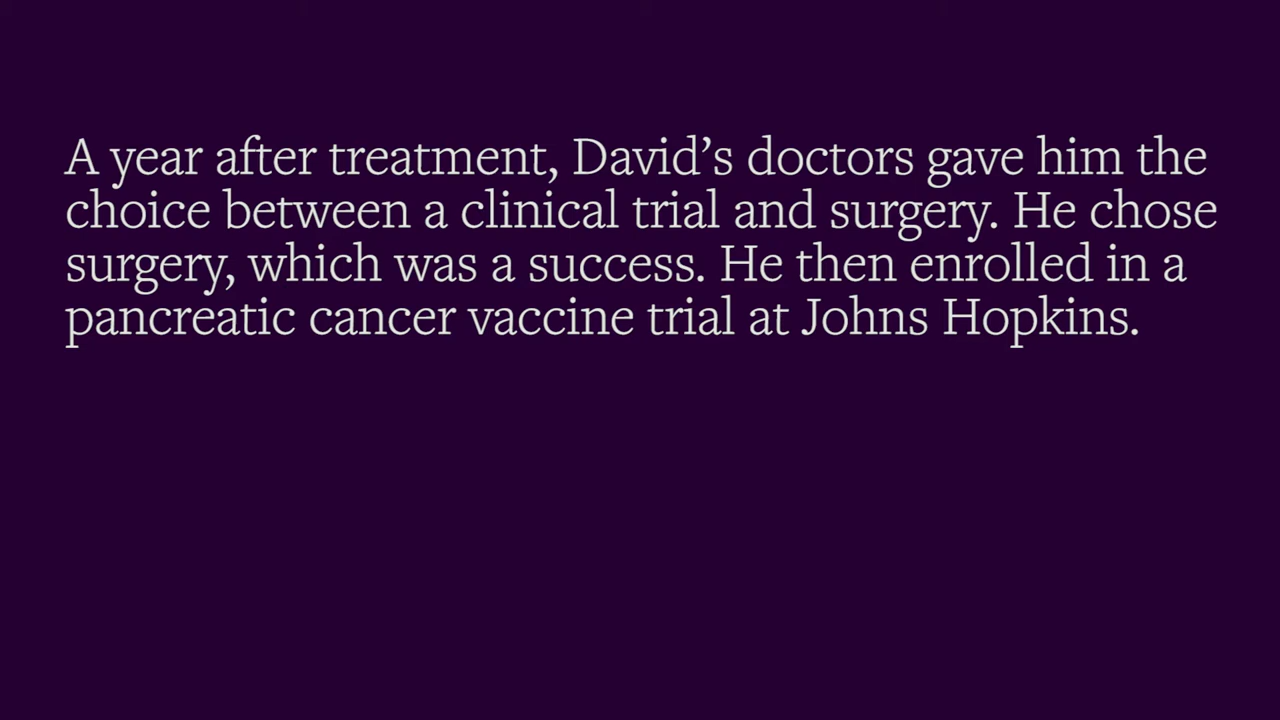 A year after treatment, David’s doctors gave him the
choice between a clinical trial and surgery. He chose
surgery, which was a success. He then enrolled in a
pancreatic cancer vaccine trial at Johns Hopkins.